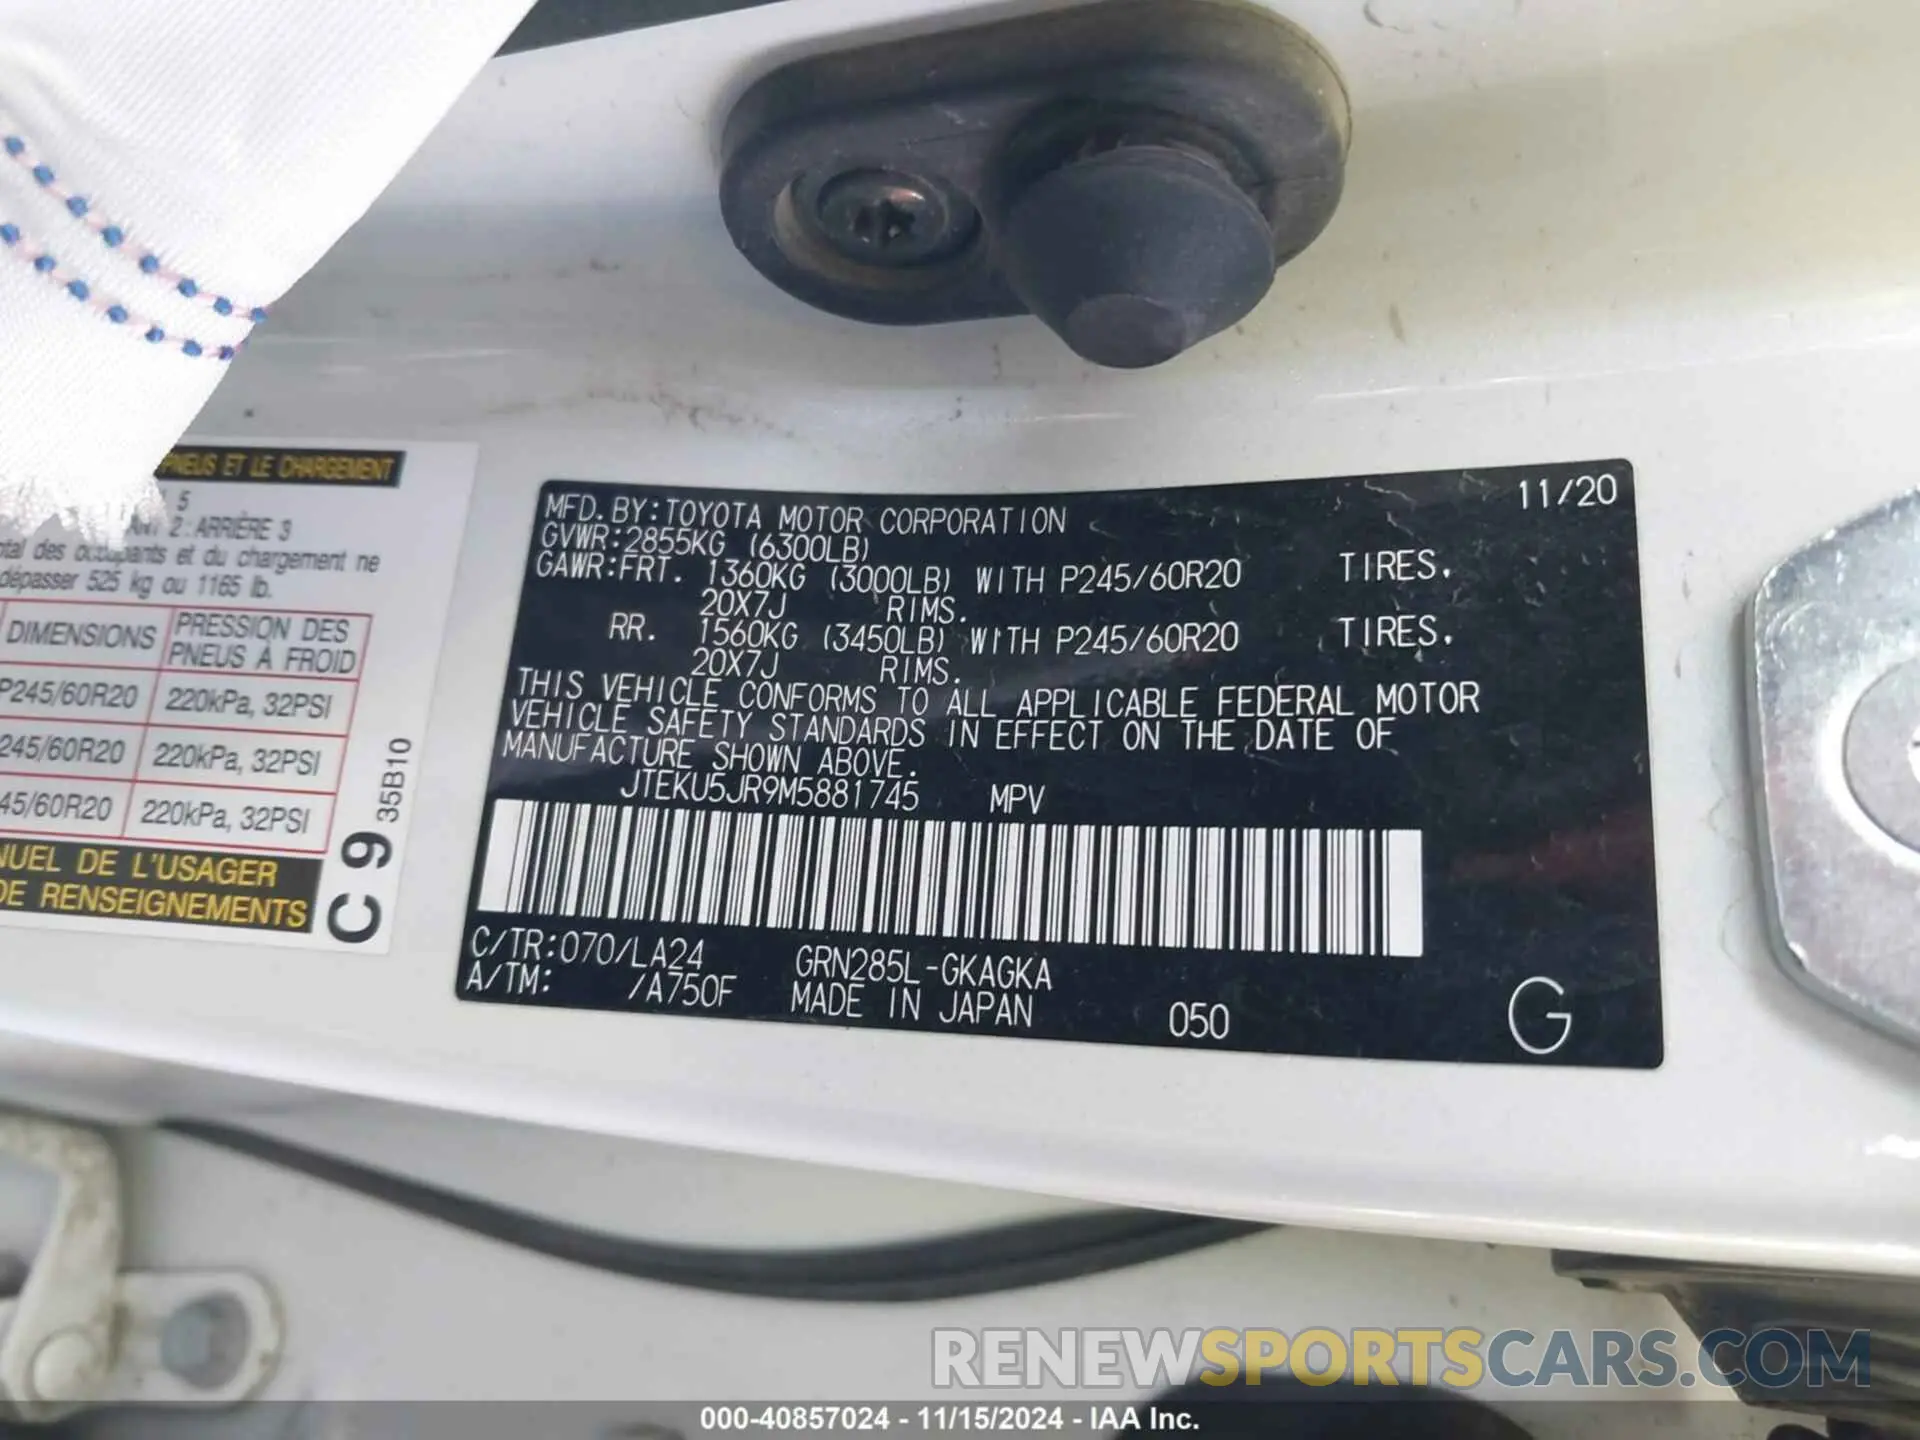 PNEUS ET LE CHARGEMENT
5
2 : ARRIÈRE 3
des occupants et du chargement ne
dépasser 525 kg ou 1165 lb.
DIMENSIONS
PRESSION DES
PNEUS À FROID
P245/60R20
220kPa, 32PSI
245/60R20
220kPa, 32PSI
45/60R20
220kPa, 32PSI
DE L'USAGER
DE RENSEIGNEMENTS
C 9
35B10
MFD. BY: TOYOTA MOTOR CORPORATION 11/20
GVWR: 2855KG (6300LB)
GAWR: FRT. 1360KG (3000LB) WITH P245/60R20 TIRES.
20X7J RIMS.
RR. 1560KG (3450LB) WITH P245/60R20 TIRES.
20X7J RIMS.
THIS VEHICLE CONFORMS TO ALL APPLICABLE FEDERAL MOTOR
VEHICLE SAFETY STANDARDS IN EFFECT ON THE DATE OF
MANUFACTURE SHOWN ABOVE.
JTEKU5JR9M5881745 MPV
C/TR: 070/LA24 GRN285L-GKAGKA
A/TM: /A750F MADE IN JAPAN 050 G
RENEWSPORTSCARS.COM
000-40857024 - 11/15/2024 - IAA Inc.